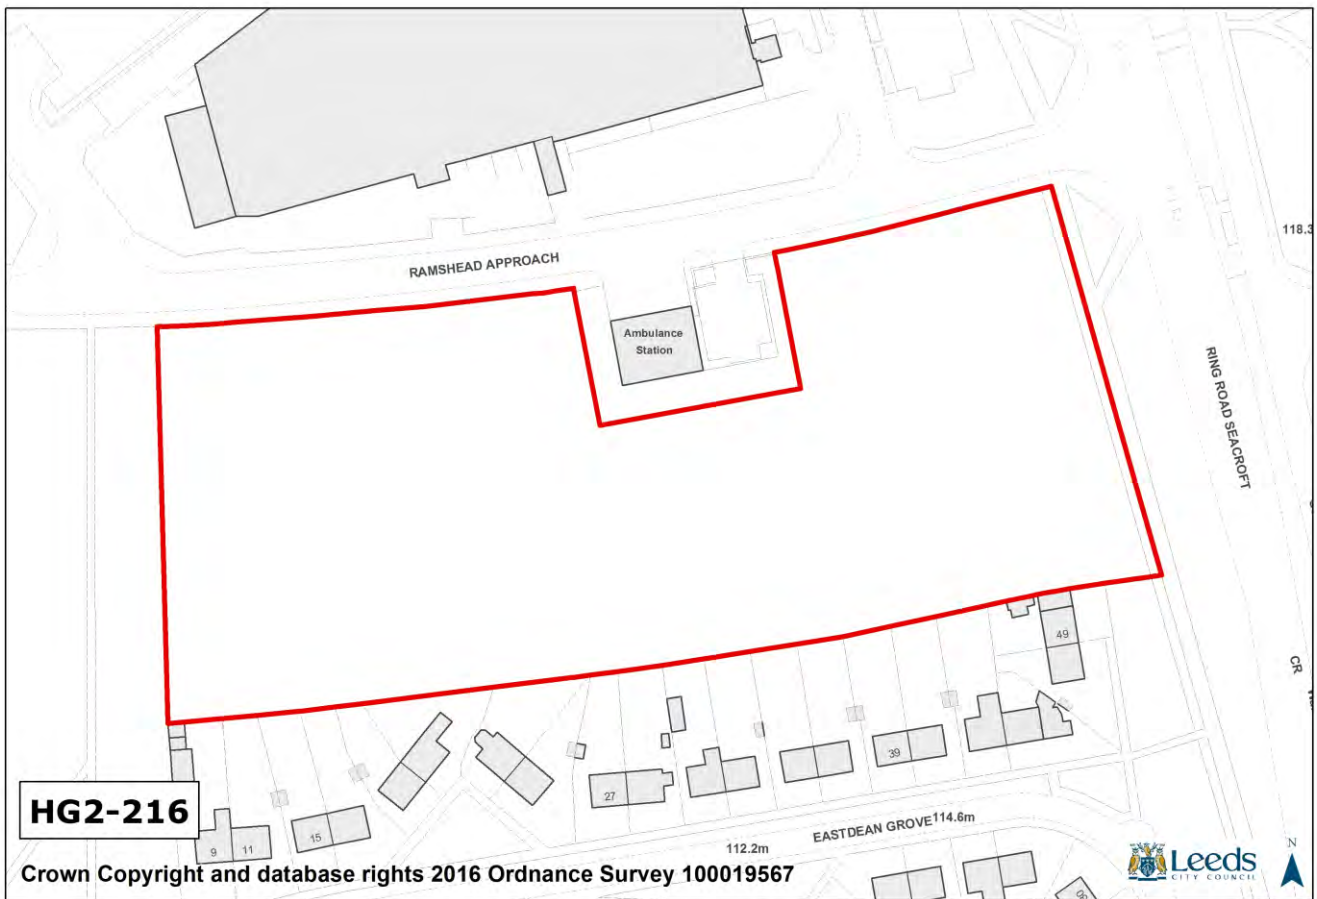 118.3
RAMSHEAD APPROACH
Ambulance
Station
RING ROAD SEACROFT
49
CR
39
27
HG2-216
15
9
11
EASTDEAN GROVE
114.6m
112.2m
N
Leeds
CITY COUNCIL
Crown Copyright and database rights 2016 Ordnance Survey 100019567